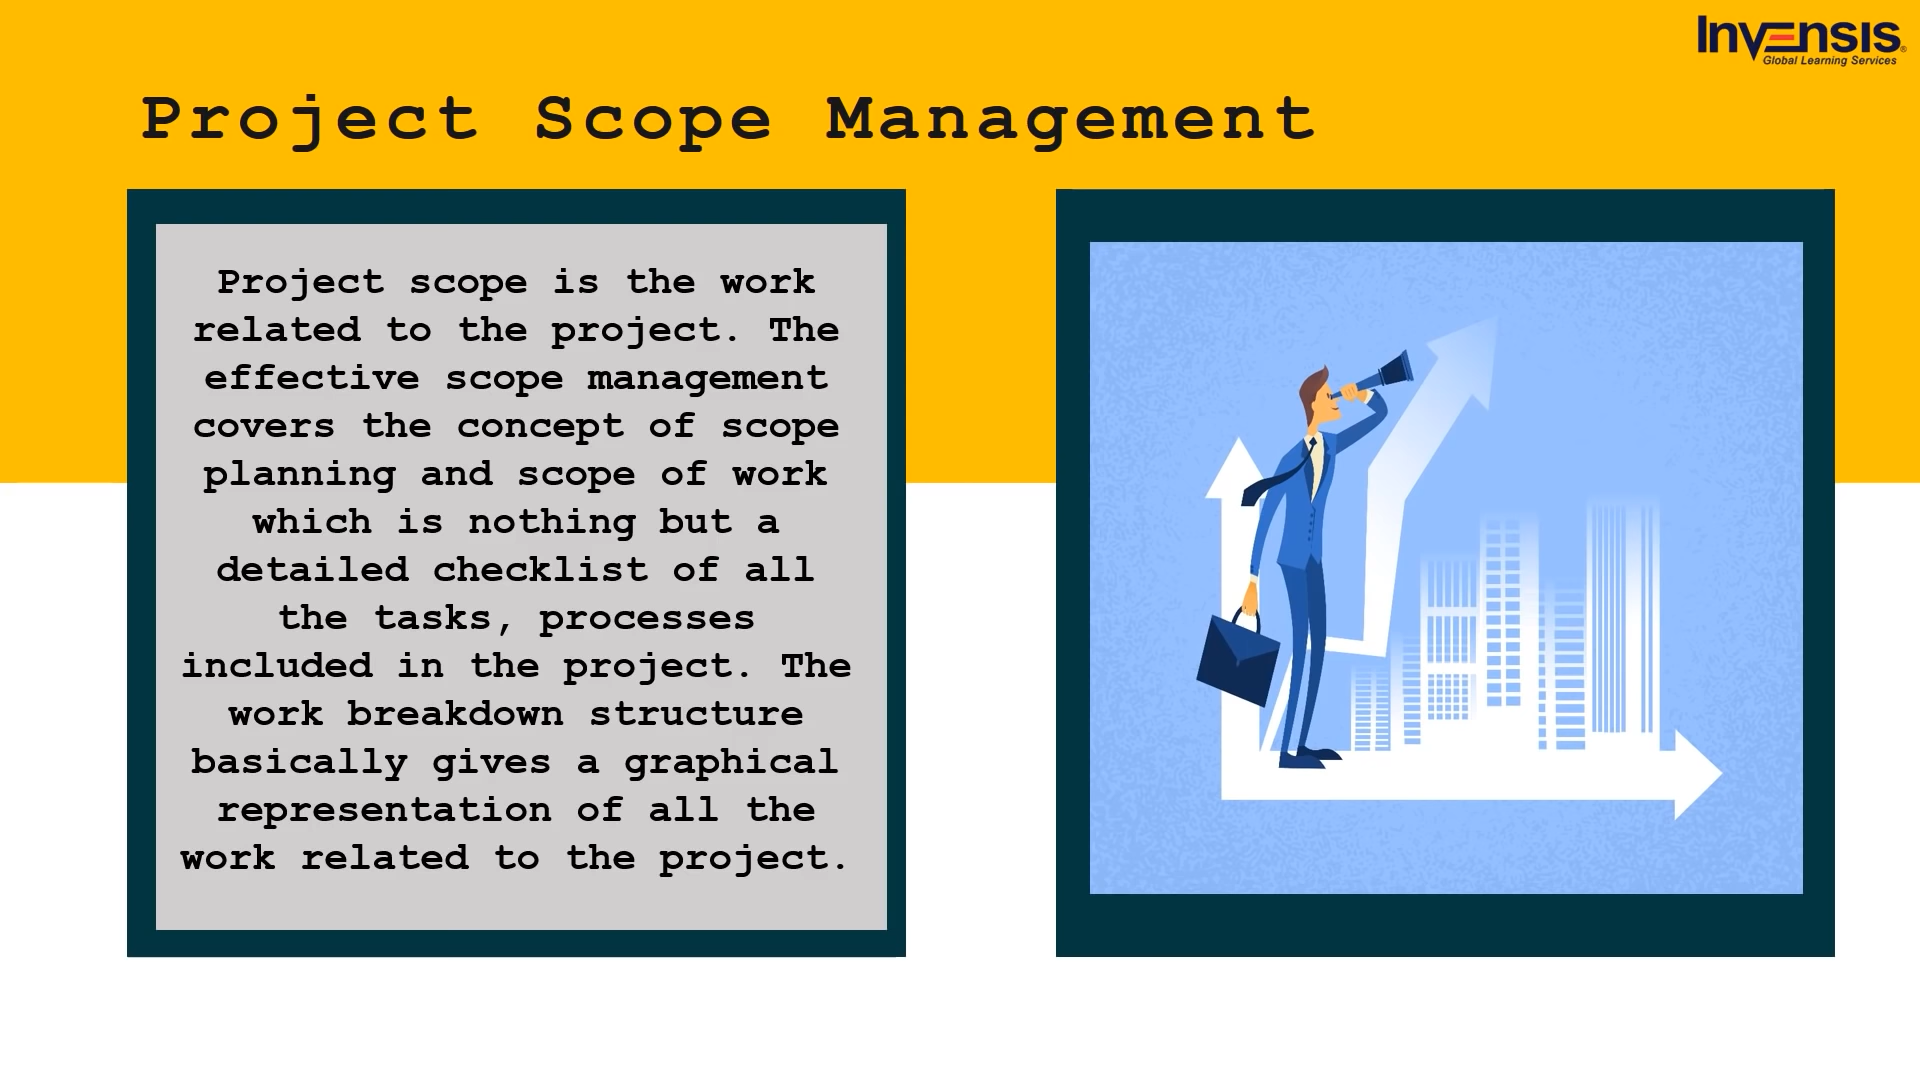 Invensis
Global Learning Services
Project Scope Management
Project scope is the work
related to the project. The
effective scope management
covers the concept of scope
planning and scope of work
which is nothing but a
detailed checklist of all
the tasks, processes
included in the project. The
work breakdown structure
basically gives a graphical
representation of all the
work related to the project.